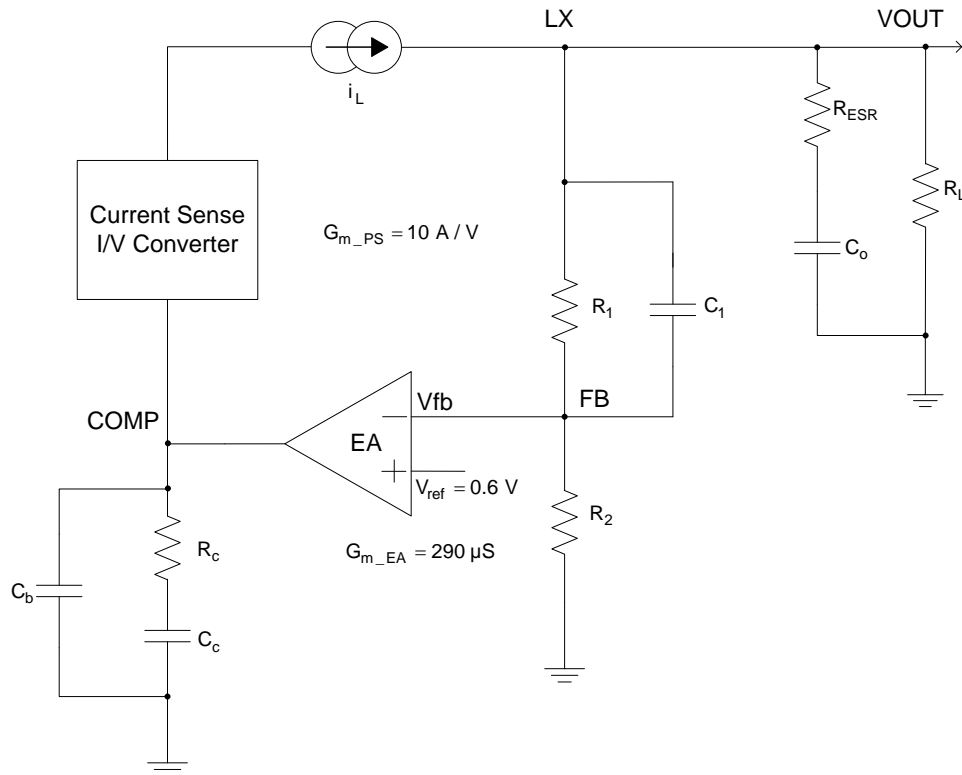 LX
VOUT
i_L
R_ESR
R_L
Current Sense
I/V Converter
G_m_PS = 10 A / V
C_o
R_1
C_1
Vfb
FB
COMP
EA
V_ref = 0.6 V
R_2
G_m_EA = 290 µS
R_c
C_b
C_c